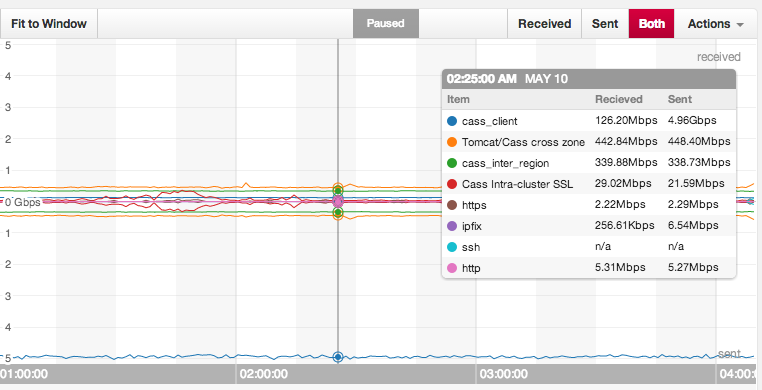 Fit to Window Paused Received Sent Both Actions
5
received
4
02:25:00 AM MAY 10
Item Recieved Sent
3
cass_client 126.20Mbps 4.96Gbps
2
Tomcat/Cass cross zone 442.84Mbps 448.40Mbps
cass_inter_region 339.88Mbps 338.73Mbps
1
Cass Intra-cluster SSL 29.02Mbps 21.59Mbps
0 Gbps
https 2.22Mbps 2.29Mbps
ipfix 256.61Kbps 6.54Mbps
1
ssh n/a n/a
2
http 5.31Mbps 5.27Mbps
3
4
sent
5
01:00:00 02:00:00 03:00:00 04:00: